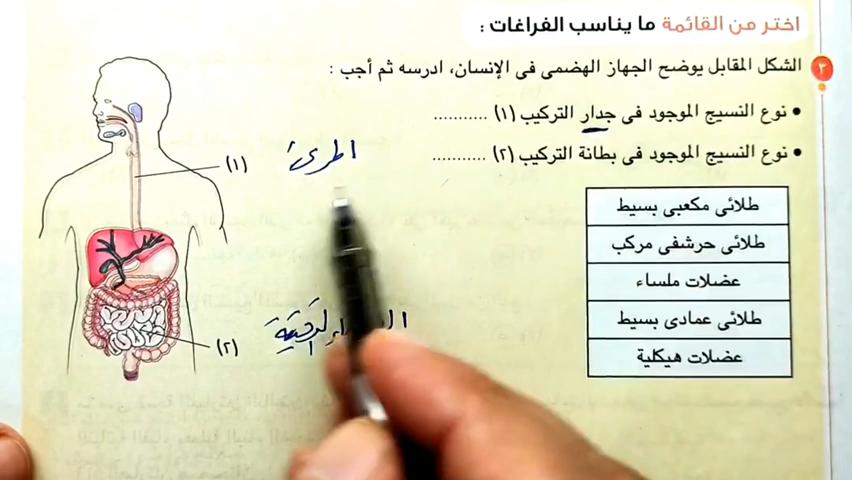 اختر من القائمة ما يناسب الفراغات :
٣ الشكل المقابل يوضح الجهاز الهضمى فى الإنسان، ادرسه ثم أجب :
• نوع النسيج الموجود فى جدار التركيب (١) ...........
• نوع النسيج الموجود فى بطانة التركيب (٢) ...........
(١) المرئ
(٢) الرقيقة
طلائى مكعبى بسيط
طلائى حرشفى مركب
عضلات ملساء
طلائى عمادى بسيط
عضلات هيكلية